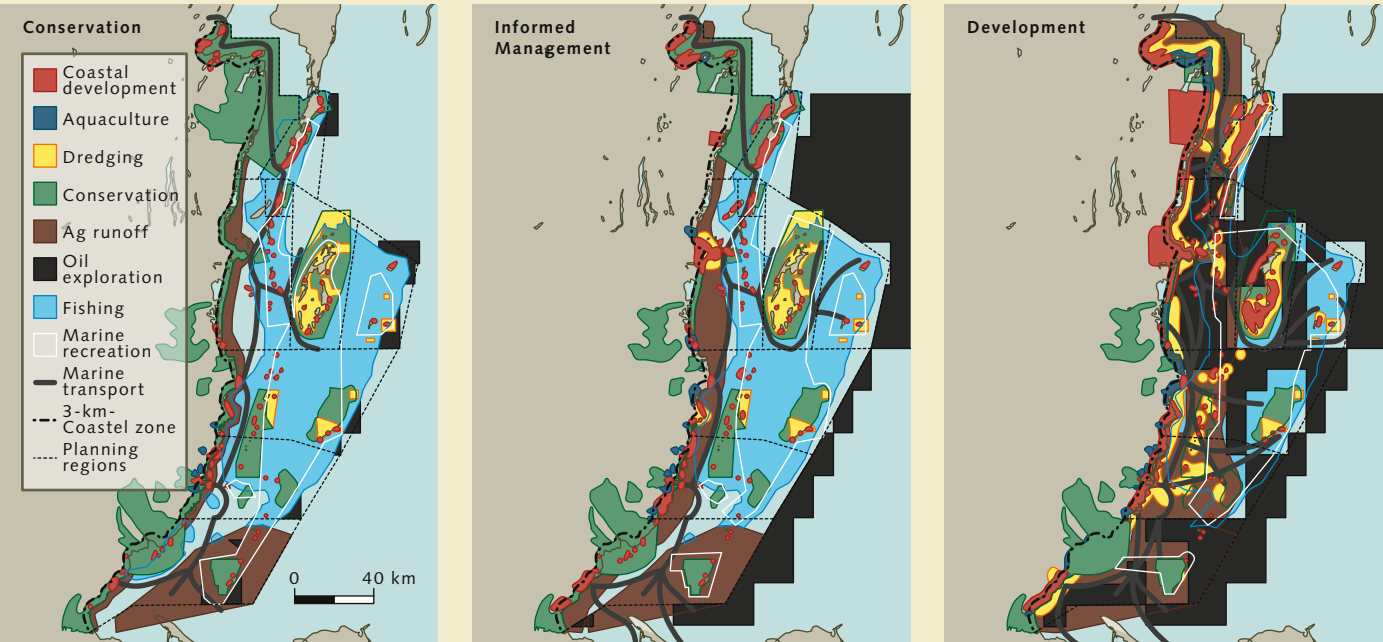 Conservation
Coastal
development
Aquaculture
Dredging
Conservation
Ag runoff
Oil
exploration
Fishing
Marine
recreation
Marine
transport
3-km-
Coastel zone
Planning
regions
0 40 km
Informed
Management
Development